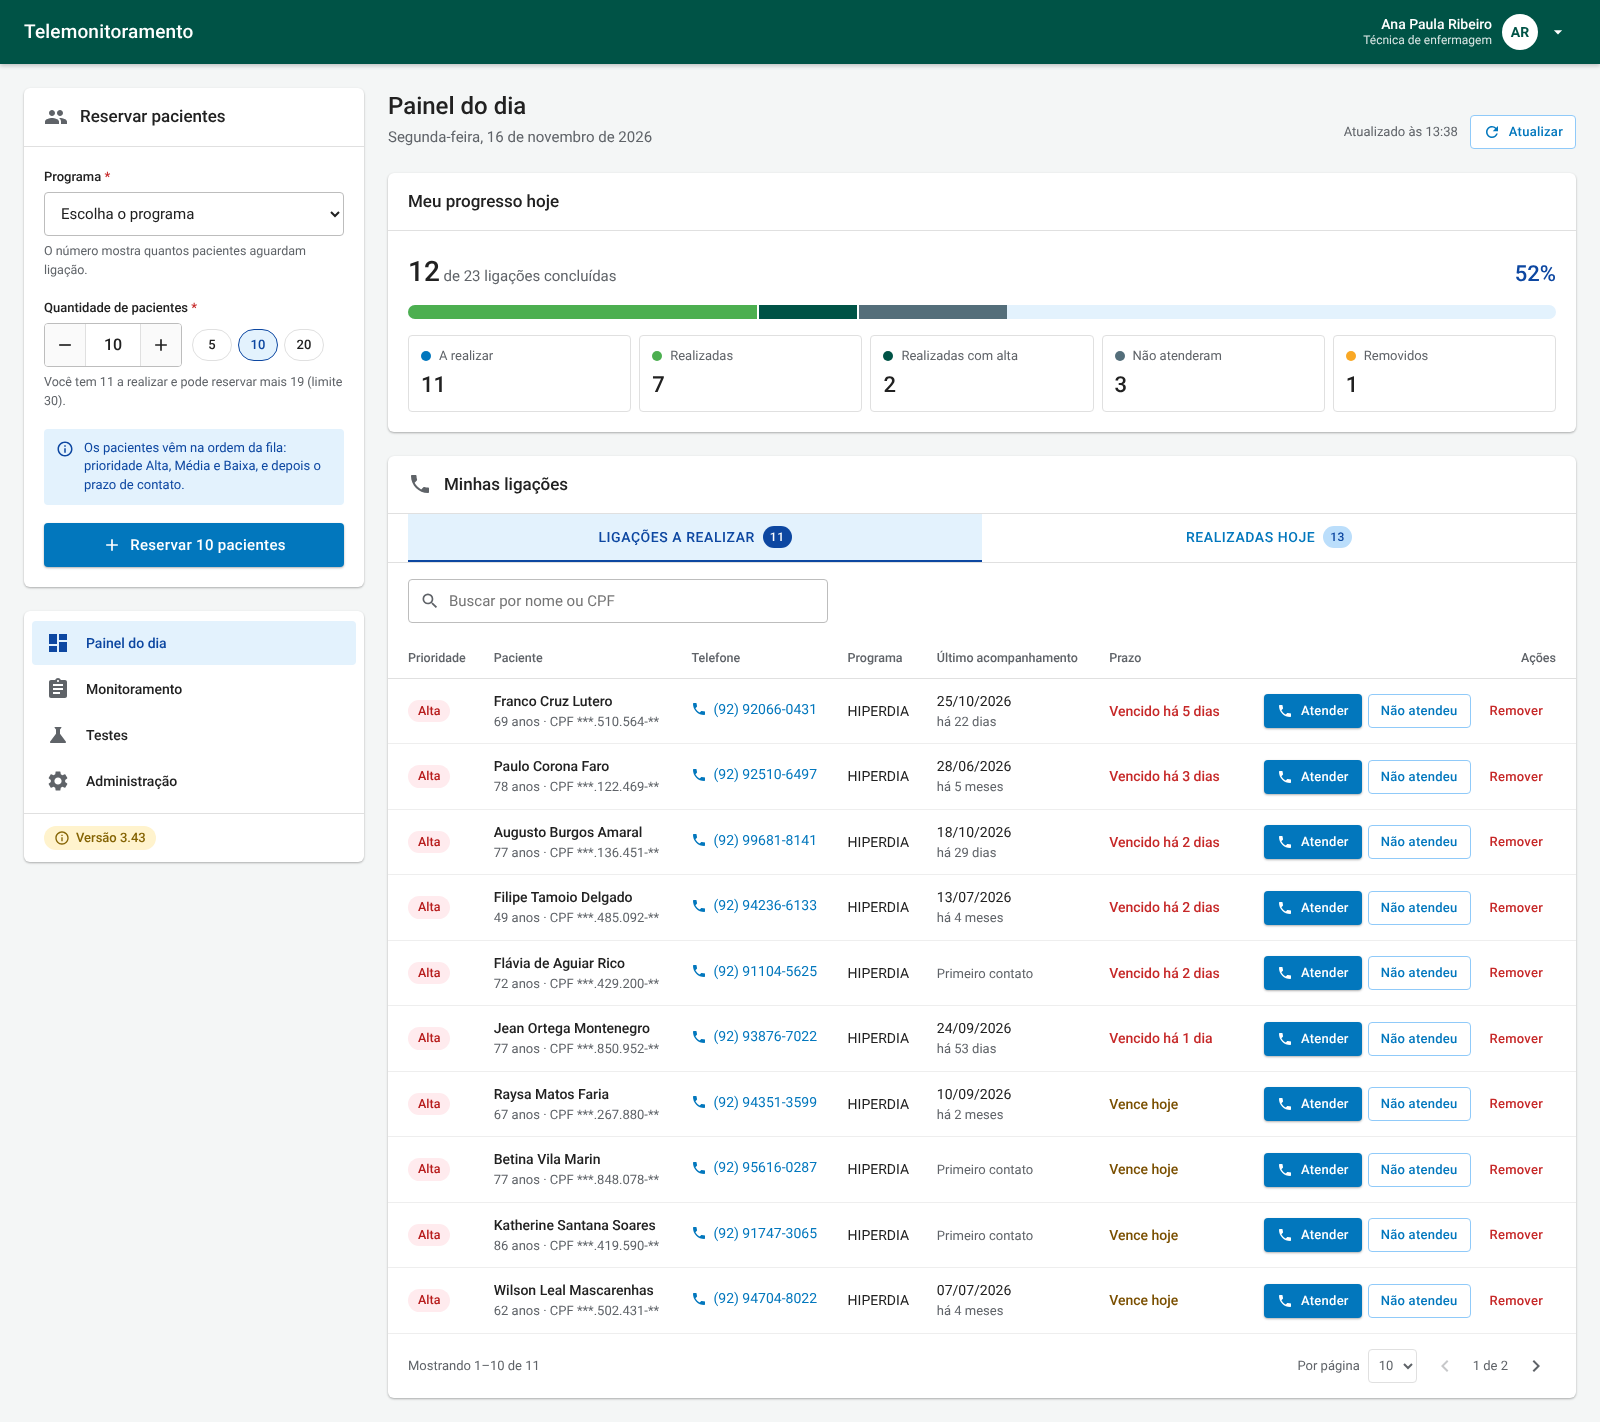 Telemonitoramento
Ana Paula Ribeiro
Técnica de enfermagem
AR
Reservar pacientes
Programa *
Escolha o programa
O número mostra quantos pacientes aguardam
ligação.
Quantidade de pacientes *
10
5
10
20
Você tem 11 a realizar e pode reservar mais 19 (limite
30).
Os pacientes vêm na ordem da fila:
prioridade Alta, Média e Baixa, e depois o
prazo de contato.
Reservar 10 pacientes
Painel do dia
Monitoramento
Testes
Administração
Versão 3.43
Painel do dia
Segunda-feira, 16 de novembro de 2026
Atualizado às 13:38
Atualizar
Meu progresso hoje
12 de 23 ligações concluídas
52%
A realizar
11
Realizadas
7
Realizadas com alta
2
Não atenderam
3
Removidos
1
Minhas ligações
LIGAÇÕES A REALIZAR 11
REALIZADAS HOJE 13
Buscar por nome ou CPF
Prioridade Paciente Telefone Programa Último acompanhamento Prazo Ações
Alta
Franco Cruz Lutero
69 anos · CPF ***.510.564-**
(92) 92066-0431
HIPERDIA
25/10/2026
há 22 dias
Vencido há 5 dias
Atender
Não atendeu
Remover
Alta
Paulo Corona Faro
78 anos · CPF ***.122.469-**
(92) 92510-6497
HIPERDIA
28/06/2026
há 5 meses
Vencido há 3 dias
Atender
Não atendeu
Remover
Alta
Augusto Burgos Amaral
77 anos · CPF ***.136.451-**
(92) 99681-8141
HIPERDIA
18/10/2026
há 29 dias
Vencido há 2 dias
Atender
Não atendeu
Remover
Alta
Filipe Tamoio Delgado
49 anos · CPF ***.485.092-**
(92) 94236-6133
HIPERDIA
13/07/2026
há 4 meses
Vencido há 2 dias
Atender
Não atendeu
Remover
Alta
Flávia de Aguiar Rico
72 anos · CPF ***.429.200-**
(92) 91104-5625
HIPERDIA
Primeiro contato
Vencido há 2 dias
Atender
Não atendeu
Remover
Alta
Jean Ortega Montenegro
77 anos · CPF ***.850.952-**
(92) 93876-7022
HIPERDIA
24/09/2026
há 53 dias
Vencido há 1 dia
Atender
Não atendeu
Remover
Alta
Raysa Matos Faria
67 anos · CPF ***.267.880-**
(92) 94351-3599
HIPERDIA
10/09/2026
há 2 meses
Vence hoje
Atender
Não atendeu
Remover
Alta
Betina Vila Marin
77 anos · CPF ***.848.078-**
(92) 95616-0287
HIPERDIA
Primeiro contato
Vence hoje
Atender
Não atendeu
Remover
Alta
Katherine Santana Soares
86 anos · CPF ***.419.590-**
(92) 91747-3065
HIPERDIA
Primeiro contato
Vence hoje
Atender
Não atendeu
Remover
Alta
Wilson Leal Mascarenhas
62 anos · CPF ***.502.431-**
(92) 94704-8022
HIPERDIA
07/07/2026
há 4 meses
Vence hoje
Atender
Não atendeu
Remover
Mostrando 1–10 de 11
Por página 10
1 de 2